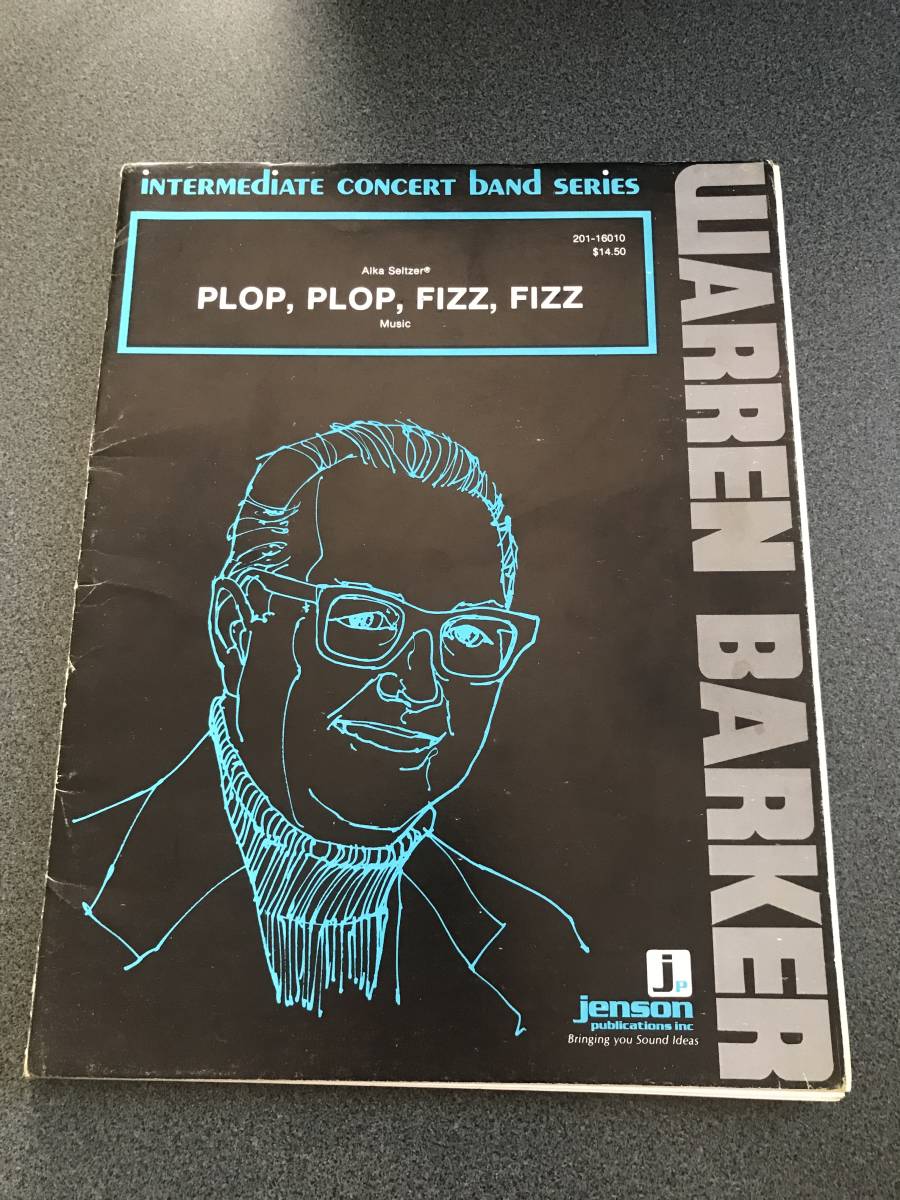 INTERMEDIATE CONCERT BAND SERIES
201-16010
$14.50
Alka Seltzer®
PLOP, PLOP, FIZZ, FIZZ
Music
WARREN BARKER
jp
jenson
publications inc
Bringing you Sound Ideas